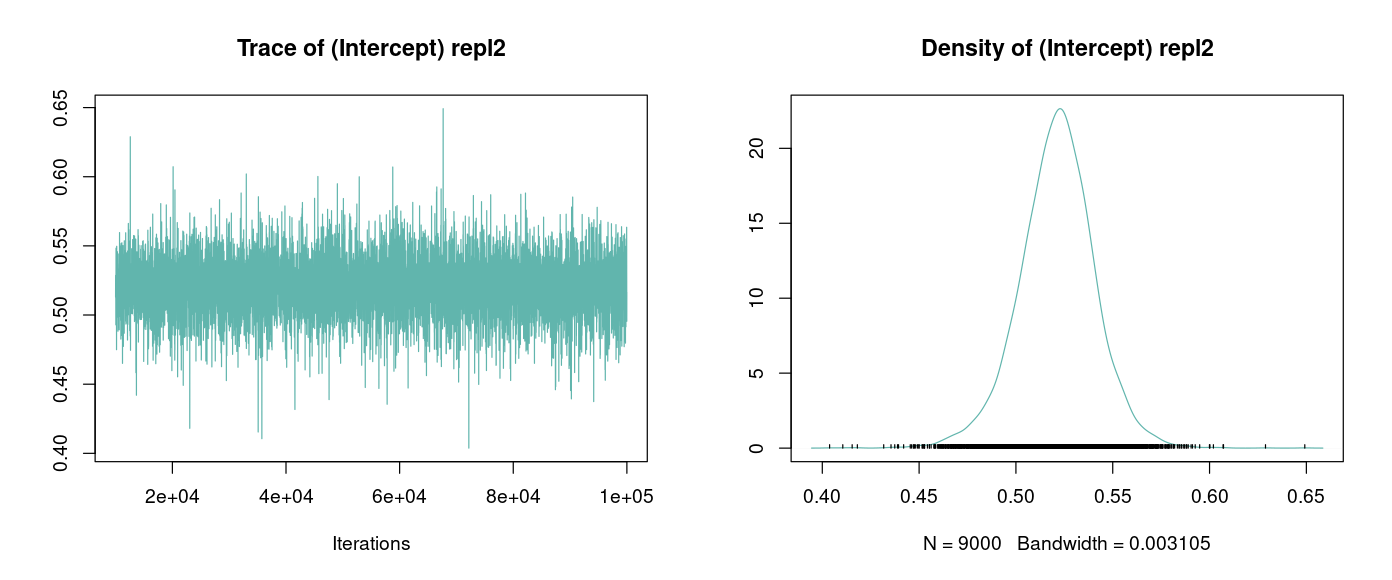 Trace of (Intercept) repl2
0.65
0.60
0.55
0.50
0.45
0.40
2e+04 4e+04 6e+04 8e+04 1e+05
Iterations
Density of (Intercept) repl2
20
15
10
5
0
0.40 0.45 0.50 0.55 0.60 0.65
N = 9000 Bandwidth = 0.003105